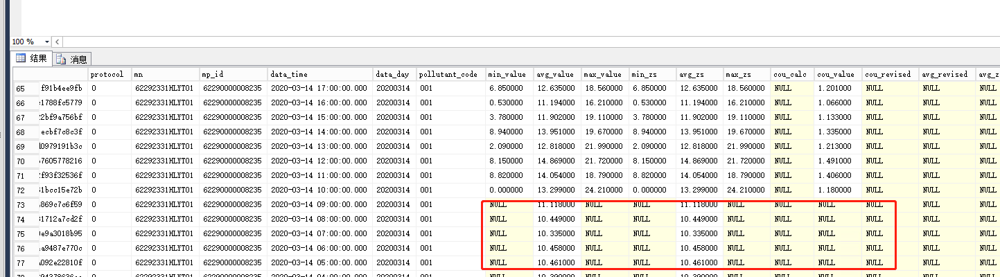 100 %
结果 消息
protocol mn mp_id data_time data_day pollutant_code min_value avg_value max_value min_zs avg_zs max_zs cou_calc cou_value cou_revised avg_revised avg_z
65 f91b4ee9fb 0 62292331HLYT01 62290000008235 2020-03-14 17:00:00.000 20200314 001 6.850000 12.635000 18.560000 6.850000 12.635000 18.560000 NULL 1.201000 NULL NULL NULL
66 1788fc5779 0 62292331HLYT01 62290000008235 2020-03-14 16:00:00.000 20200314 001 0.530000 11.194000 16.210000 0.530000 11.194000 16.210000 NULL 1.066000 NULL NULL NULL
67 2bf9a756bf 0 62292331HLYT01 62290000008235 2020-03-14 15:00:00.000 20200314 001 3.780000 11.902000 19.110000 3.780000 11.902000 19.110000 NULL 1.133000 NULL NULL NULL
68 ecbf7c8c3f 0 62292331HLYT01 62290000008235 2020-03-14 14:00:00.000 20200314 001 8.940000 13.951000 19.670000 8.940000 13.951000 19.670000 NULL 1.335000 NULL NULL NULL
69 d0979191b3c 0 62292331HLYT01 62290000008235 2020-03-14 13:00:00.000 20200314 001 2.090000 12.818000 21.990000 2.090000 12.818000 21.990000 NULL 1.213000 NULL NULL NULL
70 7605778216 0 62292331HLYT01 62290000008235 2020-03-14 12:00:00.000 20200314 001 8.150000 14.869000 21.720000 8.150000 14.869000 21.720000 NULL 1.491000 NULL NULL NULL
71 f93f32536f 0 62292331HLYT01 62290000008235 2020-03-14 11:00:00.000 20200314 001 8.820000 14.054000 18.790000 8.820000 14.054000 18.790000 NULL 1.406000 NULL NULL NULL
72 1bcc15e72b 0 62292331HLYT01 62290000008235 2020-03-14 10:00:00.000 20200314 001 0.000000 13.299000 24.210000 0.000000 13.299000 24.210000 NULL 1.180000 NULL NULL NULL
73 869c7c6f59 0 62292331HLYT01 62290000008235 2020-03-14 09:00:00.000 20200314 001 NULL 11.118000 NULL NULL 11.118000 NULL NULL NULL NULL NULL NULL
74 1712a7cd2f 0 62292331HLYT01 62290000008235 2020-03-14 08:00:00.000 20200314 001 NULL 10.449000 NULL NULL 10.449000 NULL NULL NULL NULL NULL NULL
75 e9a3018b95 0 62292331HLYT01 62290000008235 2020-03-14 07:00:00.000 20200314 001 NULL 10.335000 NULL NULL 10.335000 NULL NULL NULL NULL NULL NULL
76 a9487e770c 0 62292331HLYT01 62290000008235 2020-03-14 06:00:00.000 20200314 001 NULL 10.458000 NULL NULL 10.458000 NULL NULL NULL NULL NULL NULL
77 092e22810f 0 62292331HLYT01 62290000008235 2020-03-14 05:00:00.000 20200314 001 NULL 10.461000 NULL NULL 10.461000 NULL NULL NULL NULL NULL NULL